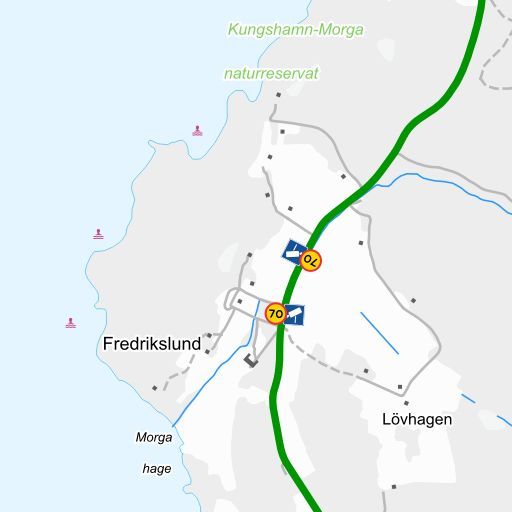 Kungshamn-Morga
naturreservat
70
70
Fredrikslund
Lövhagen
Morga
hage